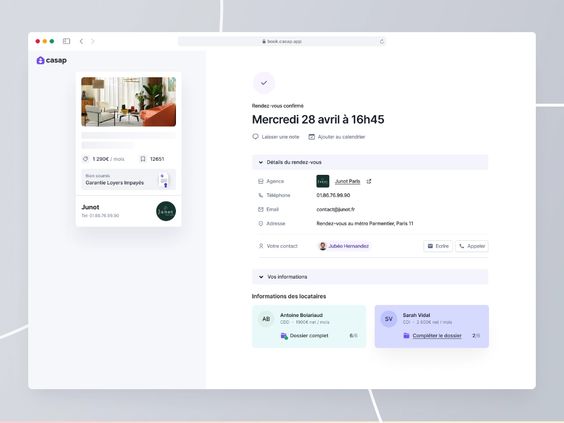 book.casap.app
casap
1 290€ / mois
12651
Bien couvert
Garantie Loyers Impayés
Junot
Tel: 01.86.76.99.90
Junot
Rendez-vous confirmé
Mercredi 28 avril à 16h45
Laisser une note
Ajouter au calendrier
Détails du rendez-vous
Agence
Junot Paris
Téléphone
01.86.76.99.90
Email
contact@junot.fr
Adresse
Rendez-vous au métro Parmentier, Paris 11
Votre contact
Jubéo Hernandez
Ecrire
Appeler
Vos informations
Informations des locataires
AB
Antoine Boiariaud
1900€ net / mois
Dossier complet
6/6
SV
Sarah Vidal
CDI - 2 500€ net / mois
Compléter le dossier
2/6